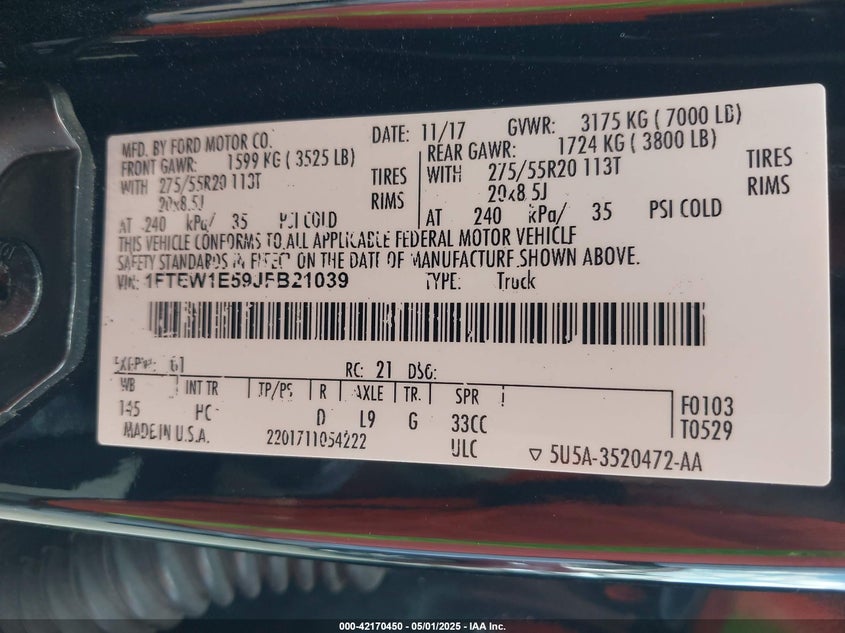 MFD. BY FORD MOTOR CO. DATE: 11/17 GVWR: 3175 KG ( 7000 LB)
FRONT GAWR: 1599 KG ( 3525 LB) REAR GAWR: 1724 KG ( 3800 LB)
WITH 275/55R20 113T TIRES WITH 275/55R20 113T TIRES
20x8.5J RIMS 20x8.5J RIMS
AT 240 kPa/ 35 PSI COLD AT 240 kPa/ 35 PSI COLD
THIS VEHICLE CONFORMS TO ALL APPLICABLE FEDERAL MOTOR VEHICLE
SAFETY STANDARDS IN EFFECT ON THE DATE OF MANUFACTURE SHOWN ABOVE.
VIN: 1FTEW1E59JFB21039 TYPE: Truck
EXT PNT: 61 RC: 21 DSO:
WB INT TR TP/PS R AXLE TR. SPR
145 HC D L9 G 33CC F0103
MADE IN U.S.A. 2201711054222 ULC T0529
▽ 5U5A-3520472-AA
000-42170450 - 05/01/2025 - IAA Inc.